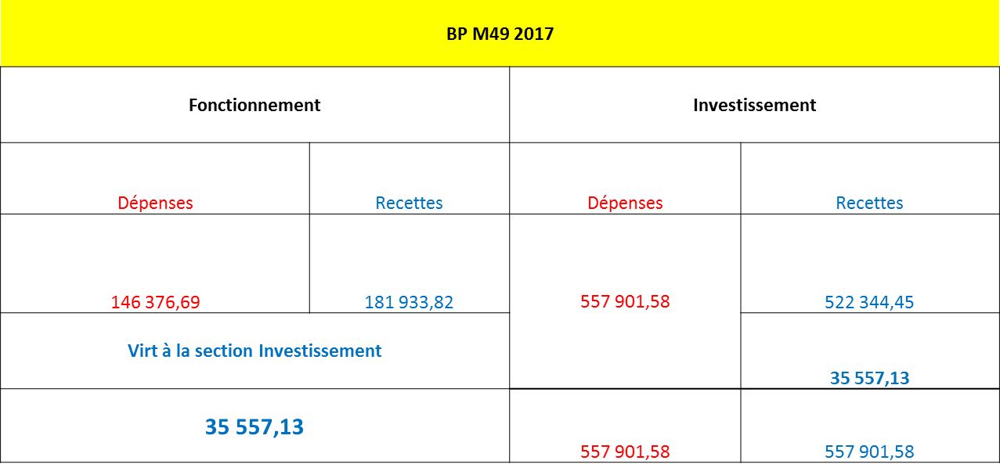 BP M49 2017
Fonctionnement Investissement
Dépenses Recettes Dépenses Recettes
146 376,69 181 933,82 557 901,58 522 344,45
Virt à la section Investissement
35 557,13
35 557,13
557 901,58 557 901,58